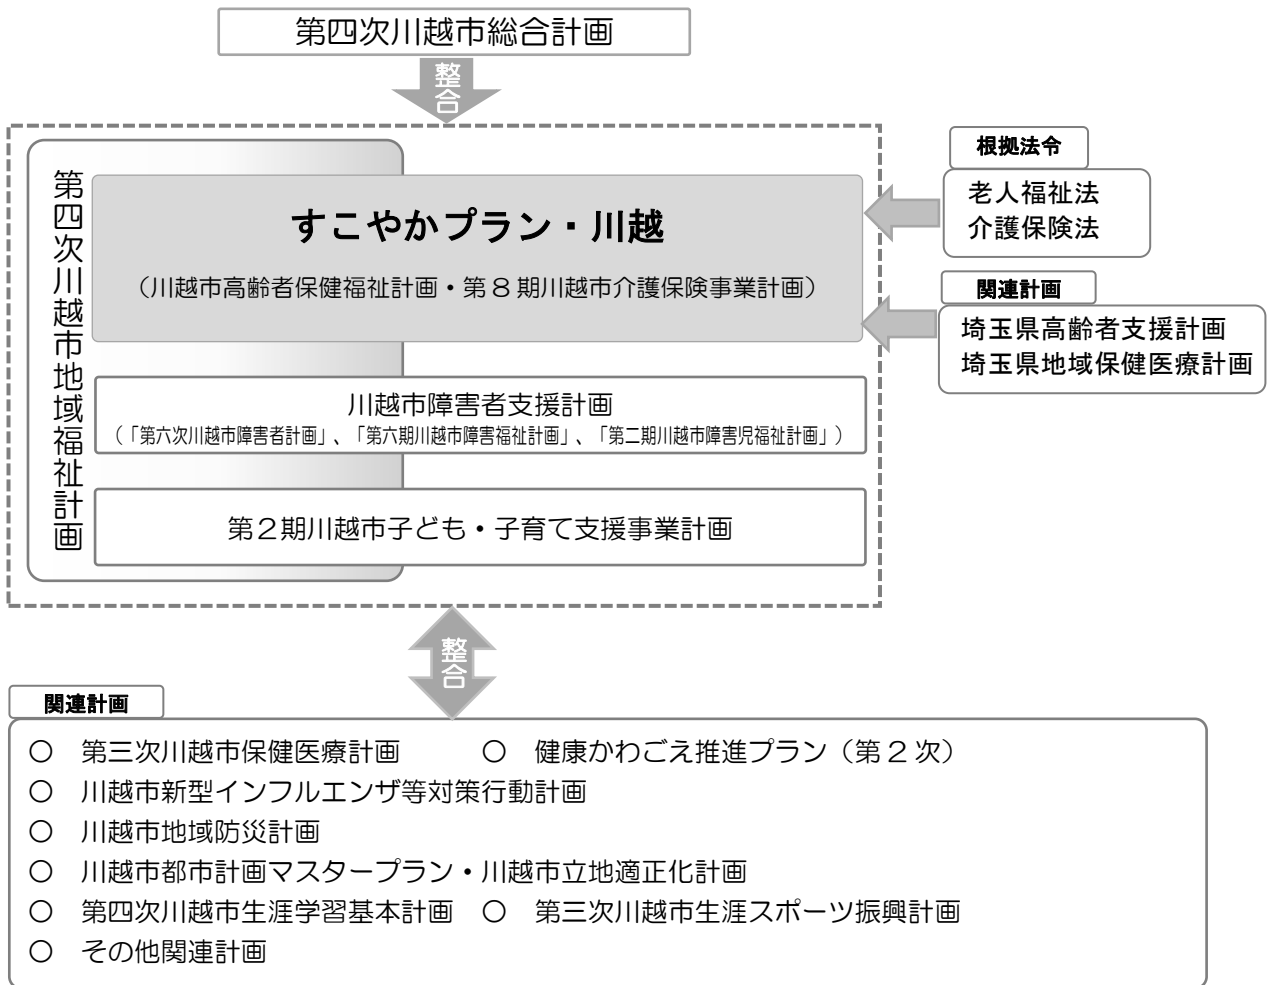 第四次川越市総合計画
整合
第四次川越市地域福祉計画
すこやかプラン・川越
（川越市高齢者保健福祉計画・第８期川越市介護保険事業計画）
根拠法令
老人福祉法
介護保険法
関連計画
埼玉県高齢者支援計画
埼玉県地域保健医療計画
川越市障害者支援計画
（「第六次川越市障害者計画」、「第六期川越市障害福祉計画」、「第二期川越市障害児福祉計画」）
第２期川越市子ども・子育て支援事業計画
整合
関連計画
○　第三次川越市保健医療計画　　　○　健康かわごえ推進プラン（第２次）
○　川越市新型インフルエンザ等対策行動計画
○　川越市地域防災計画
○　川越市都市計画マスタープラン・川越市立地適正化計画
○　第四次川越市生涯学習基本計画　○　第三次川越市生涯スポーツ振興計画
○　その他関連計画